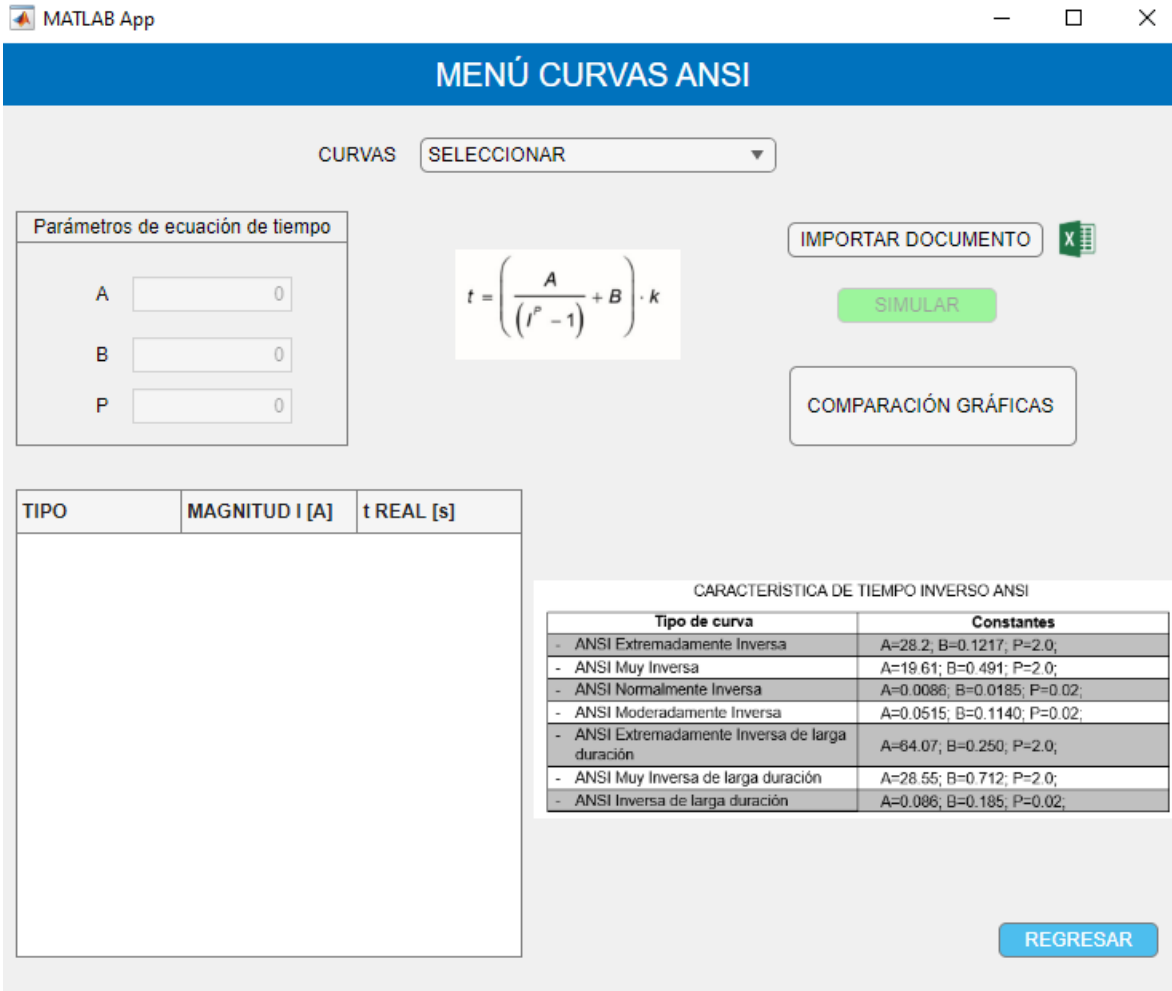 MATLAB App
MENÚ CURVAS ANSI
CURVAS SELECCIONAR
Parámetros de ecuación de tiempo
A 0
B 0
P 0
t = ( A / (I^P - 1) + B ) · k
IMPORTAR DOCUMENTO
SIMULAR
COMPARACIÓN GRÁFICAS
TIPO MAGNITUD I [A] t REAL [s]
CARACTERÍSTICA DE TIEMPO INVERSO ANSI
Tipo de curva Constantes
- ANSI Extremadamente Inversa A=28.2; B=0.1217; P=2.0;
- ANSI Muy Inversa A=19.61; B=0.491; P=2.0;
- ANSI Normalmente Inversa A=0.0086; B=0.0185; P=0.02;
- ANSI Moderadamente Inversa A=0.0515; B=0.1140; P=0.02;
- ANSI Extremadamente Inversa de larga
duración A=64.07; B=0.250; P=2.0;
- ANSI Muy Inversa de larga duración A=28.55; B=0.712; P=2.0;
- ANSI Inversa de larga duración A=0.086; B=0.185; P=0.02;
REGRESAR